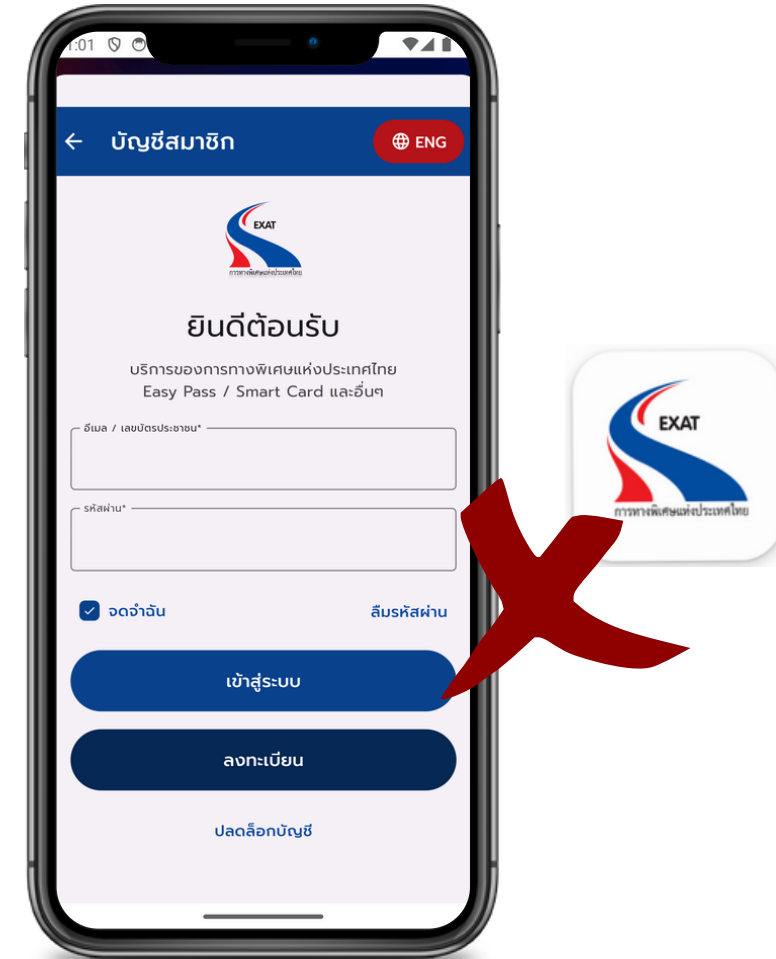 1:01
บัญชีสมาชิก
ENG
EXAT
การทางพิเศษแห่งประเทศไทย
ยินดีต้อนรับ
บริการของการทางพิเศษแห่งประเทศไทย
Easy Pass / Smart Card และอื่นๆ
อีเมล / เลขบัตรประชาชน*
รหัสผ่าน*
จดจำฉัน
ลืมรหัสผ่าน
เข้าสู่ระบบ
ลงทะเบียน
ปลดล็อกบัญชี
EXAT
การทางพิเศษแห่งประเทศไทย